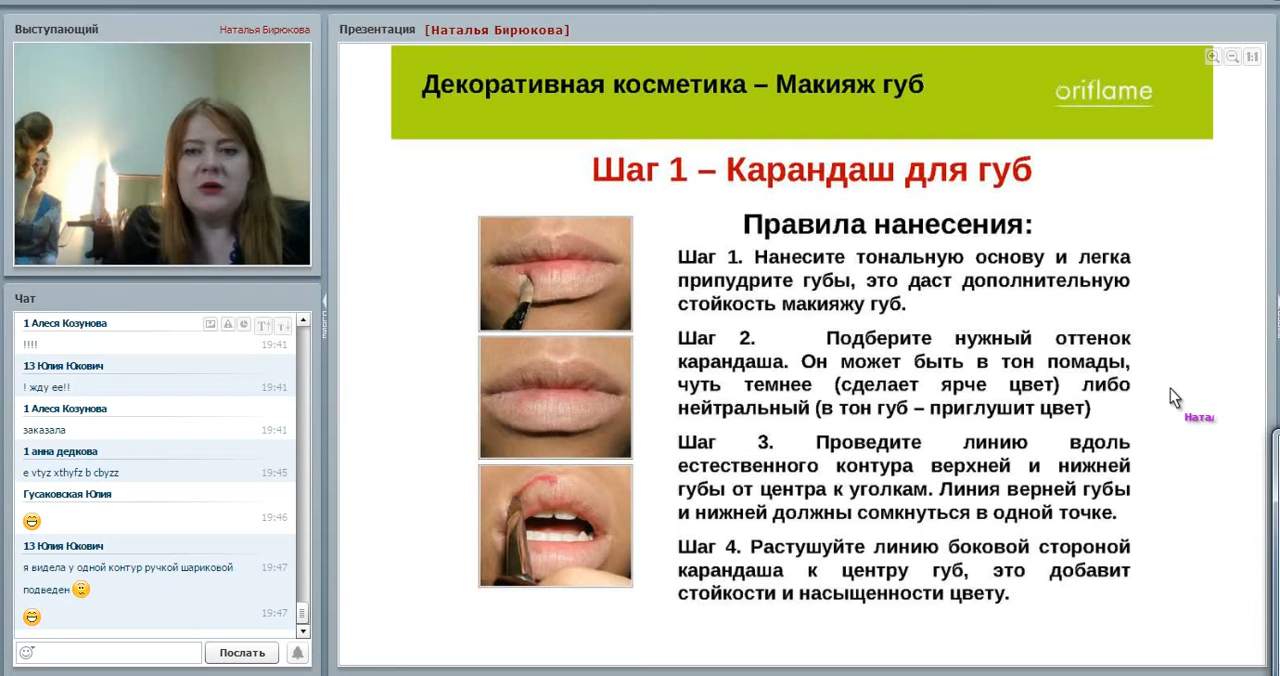 Выступающий
Наталья Бирюкова
Чат
1 Алеся Козунова
!!!!
19:41
13 Юлия Юкович
! жду ее!!
19:41
1 Алеся Козунова
заказала
19:41
1 анна дедкова
e vtyz xthyfz b cbyzz
19:45
Гусаковская Юлия
19:46
13 Юлия Юкович
я видела у одной контур ручкой шариковой
19:47
подведен
19:47
Послать
Презентация [Наталья Бирюкова]
1:1
Декоративная косметика – Макияж губ
oriflame
Шаг 1 – Карандаш для губ
Правила нанесения:
Шаг 1. Нанесите тональную основу и легка
припудрите губы, это даст дополнительную
стойкость макияжу губ.
Шаг 2. Подберите нужный оттенок
карандаша. Он может быть в тон помады,
чуть темнее (сделает ярче цвет) либо
нейтральный (в тон губ – приглушит цвет)
Шаг 3. Проведите линию вдоль
естественного контура верхней и нижней
губы от центра к уголкам. Линия верней губы
и нижней должны сомкнуться в одной точке.
Шаг 4. Растушуйте линию боковой стороной
карандаша к центру губ, это добавит
стойкости и насыщенности цвету.